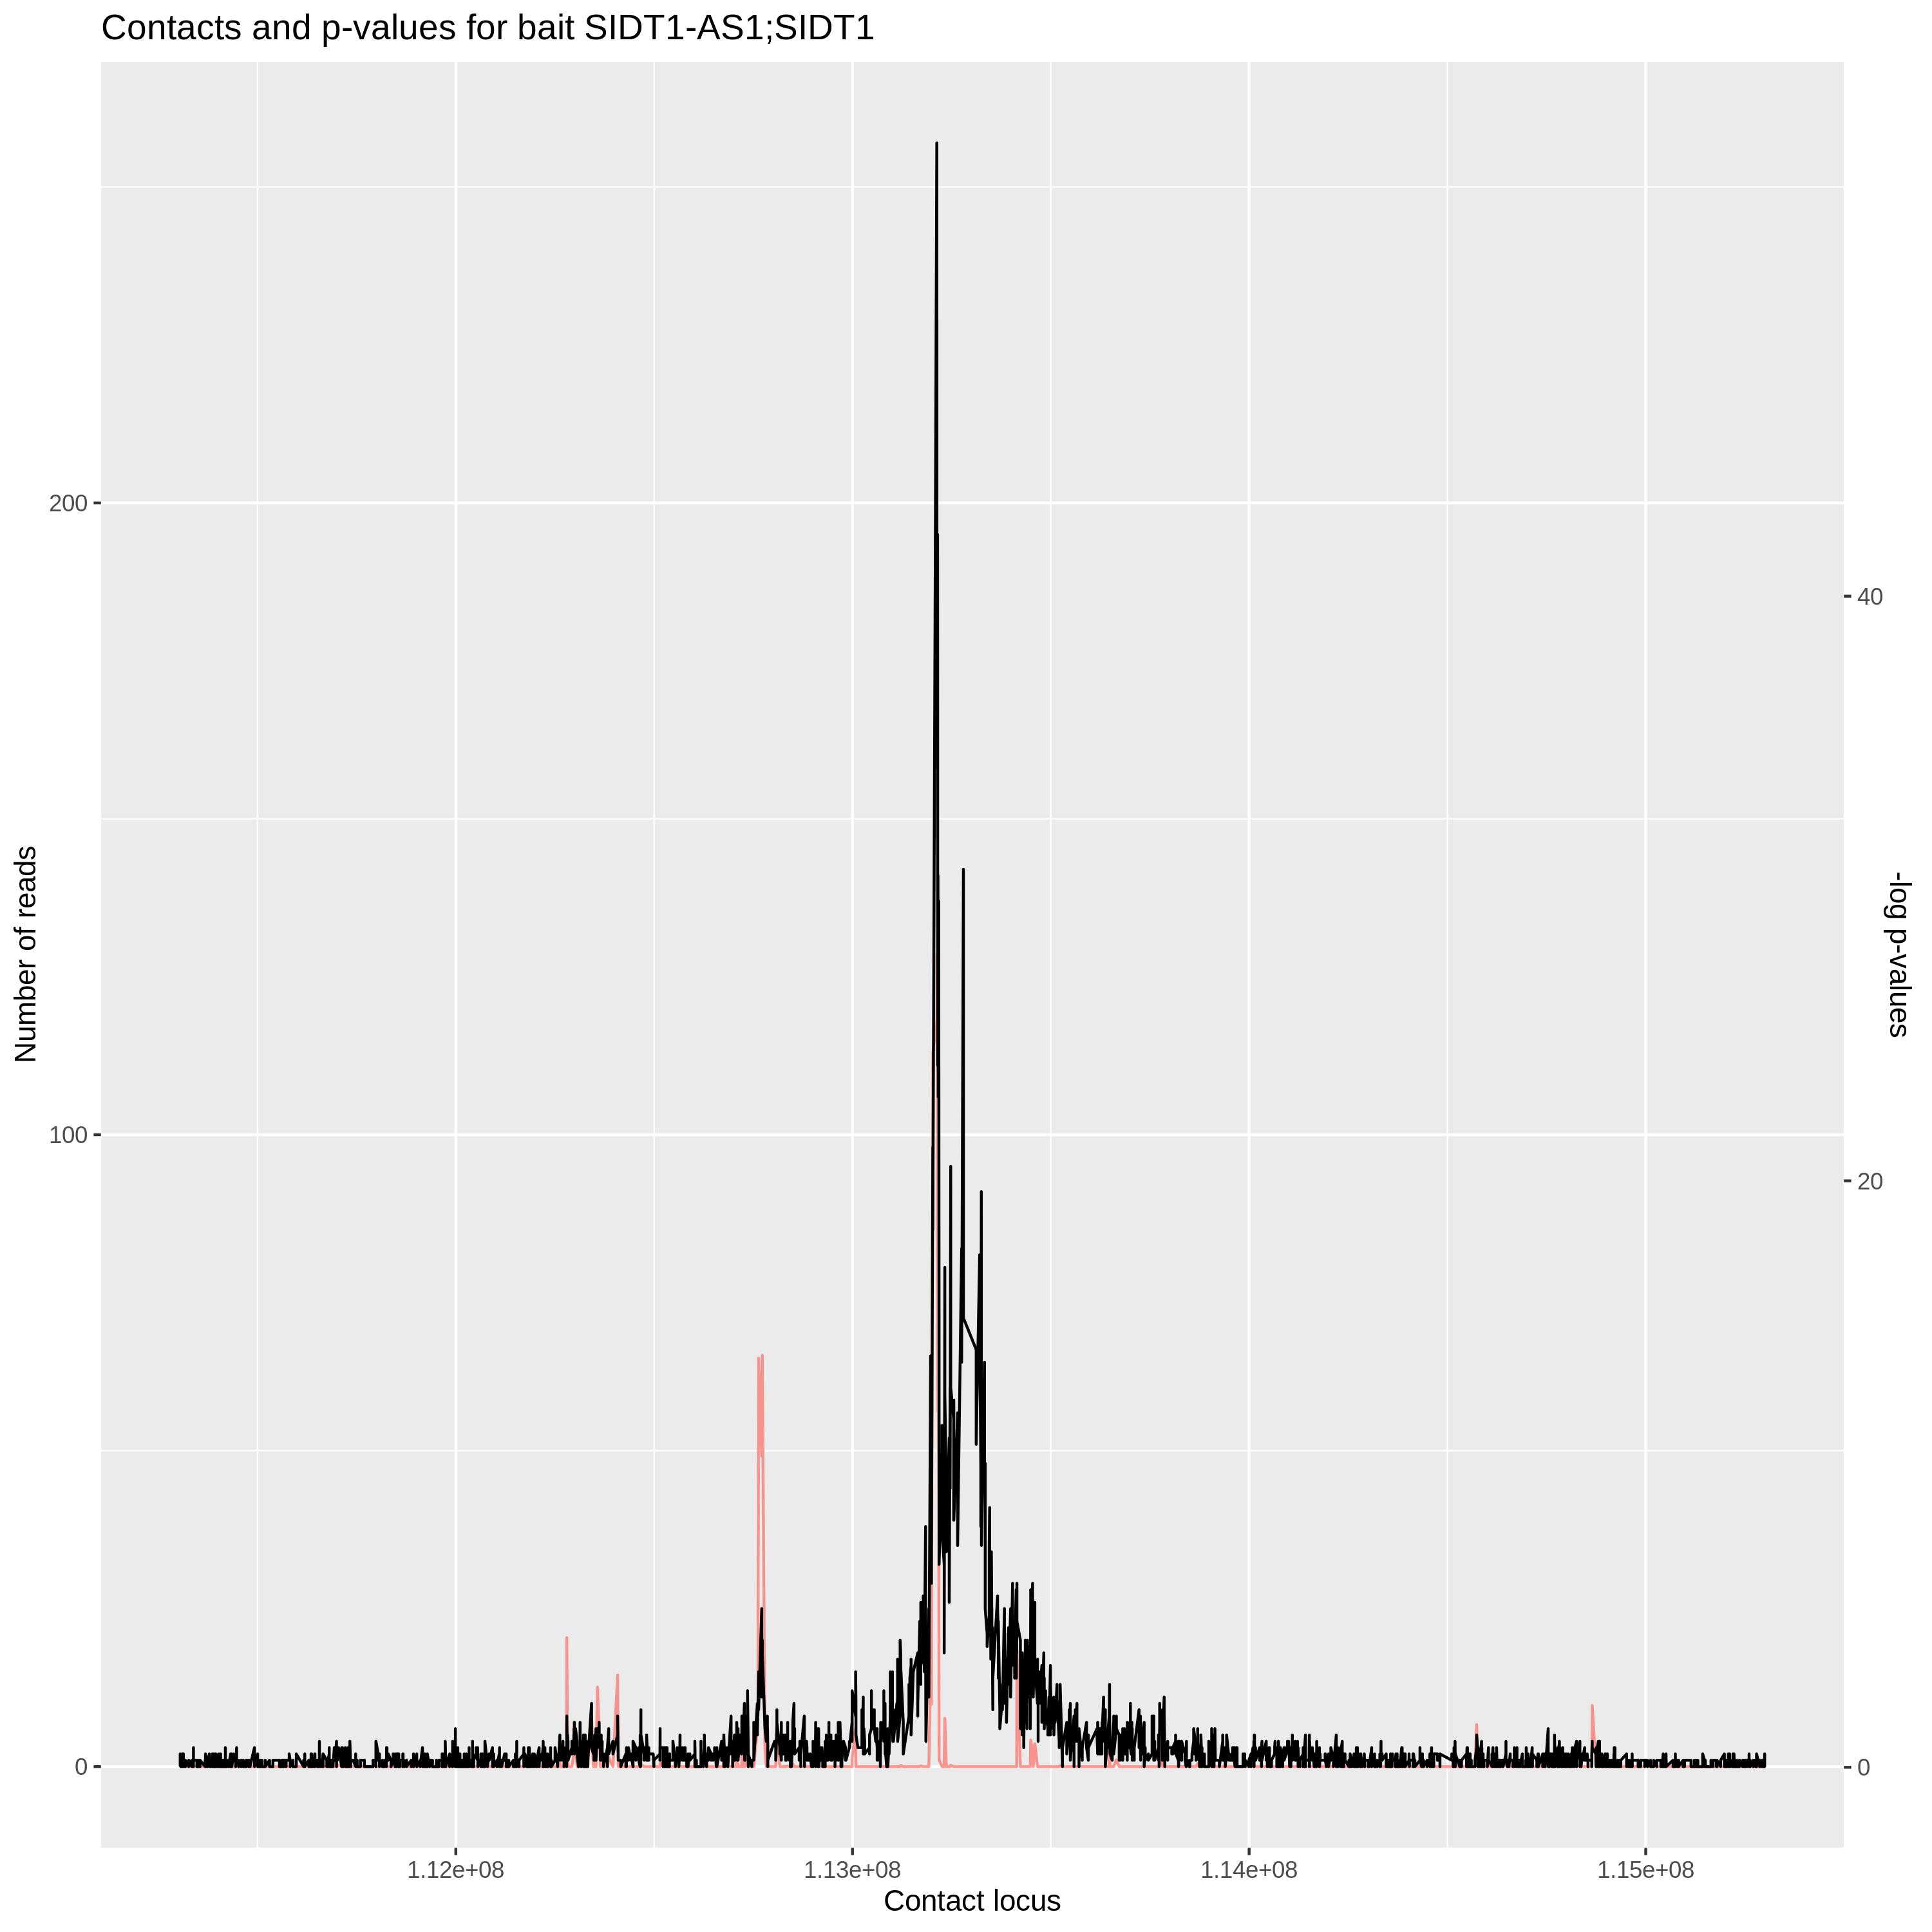 Contacts and p-values for bait SIDT1-AS1;SIDT1
Number of reads
200
100
0
-log p-values
40
20
0
1.12e+08
1.13e+08
1.14e+08
1.15e+08
Contact locus